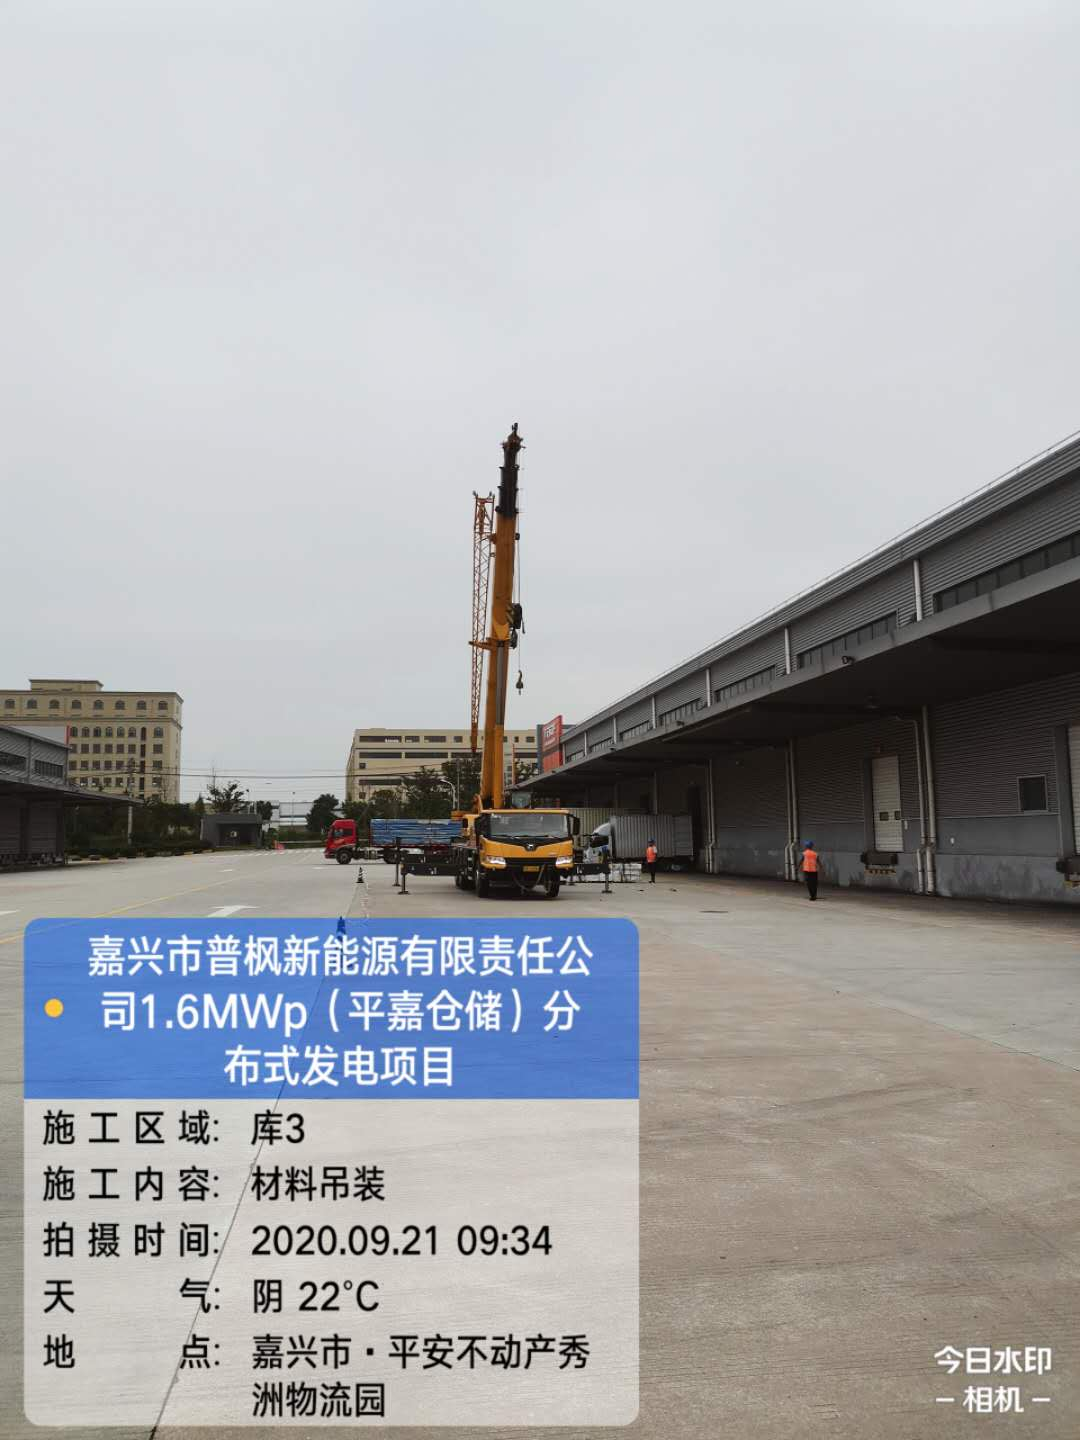 嘉兴市普枫新能源有限责任公
司1.6MWp（平嘉仓储）分
布式发电项目
施工区域: 库3
施工内容: 材料吊装
拍摄时间: 2020.09.21 09:34
天气: 阴 22°C
地点: 嘉兴市·平安不动产秀
洲物流园
今日水印
–相机–